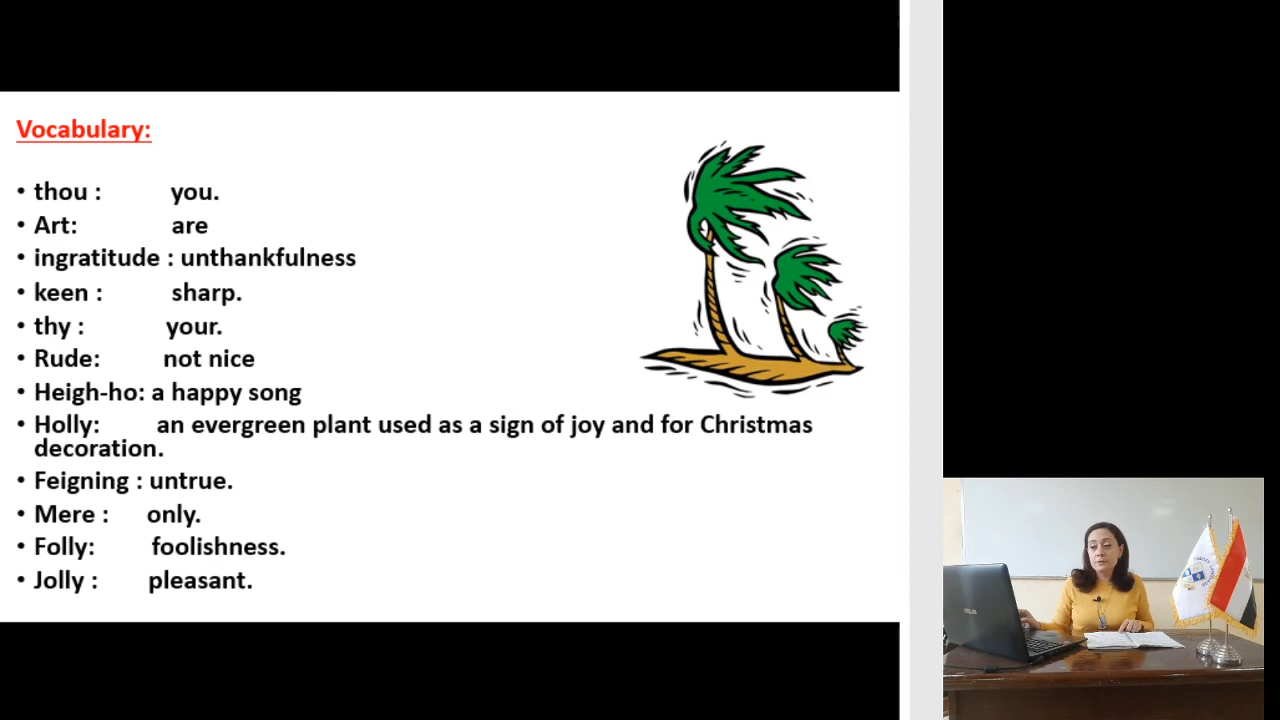 Vocabulary:
• thou : you.
• Art: are
• ingratitude : unthankfulness
• keen : sharp.
• thy : your.
• Rude: not nice
• Heigh-ho: a happy song
• Holly: an evergreen plant used as a sign of joy and for Christmas
decoration.
• Feigning : untrue.
• Mere : only.
• Folly: foolishness.
• Jolly : pleasant.
ASUS